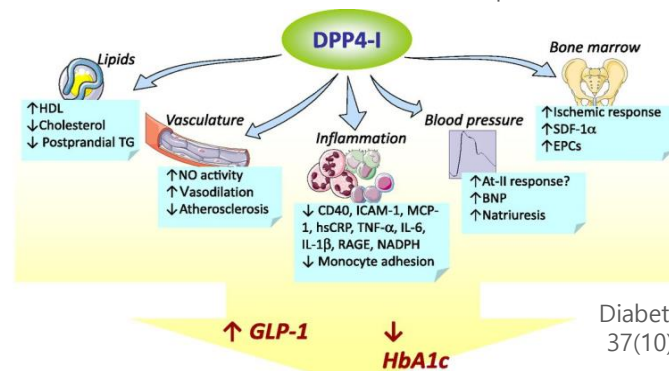 DPP4-I
Lipids
↑HDL
↓Cholesterol
↓ Postprandial TG
Vasculature
↑NO activity
↑Vasodilation
↓Atherosclerosis
Inflammation
↓ CD40, ICAM-1, MCP-
1, hsCRP, TNF-α, IL-6,
IL-1β, RAGE, NADPH
↓ Monocyte adhesion
Blood pressure
↑At-II response?
↑BNP
↑Natriuresis
Bone marrow
↑Ischemic response
↑SDF-1α
↑EPCs
↑ GLP-1
↓
HbA1c
Diabet
37(10)